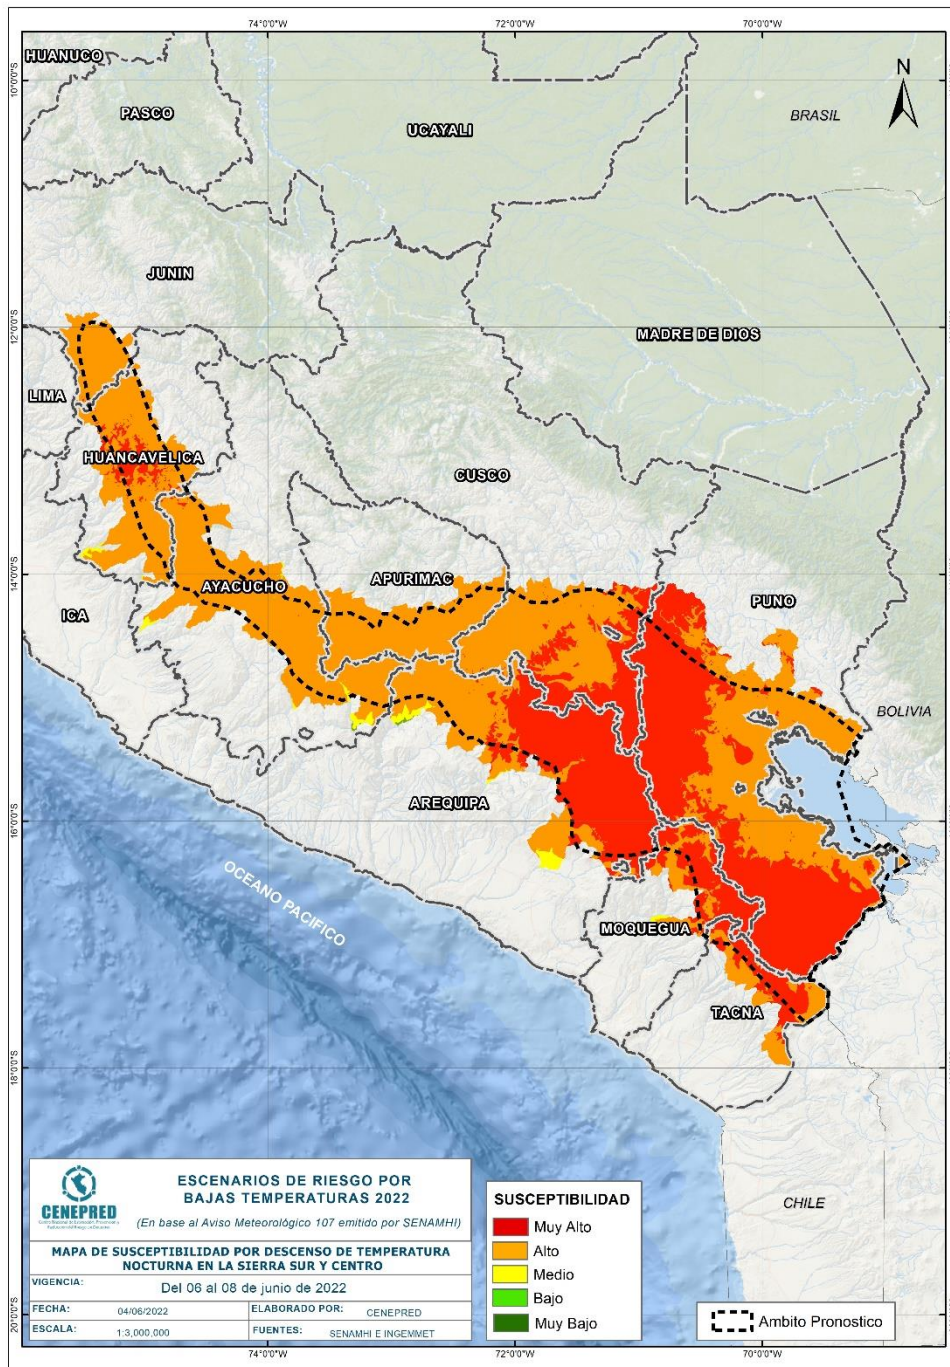 74°0'0"W
72°0'0"W
70°0'0"W
10°0'0"S
12°0'0"S
14°0'0"S
16°0'0"S
18°0'0"S
20°0'0"S
HUANUCO
PASCO
UCAYALI
BRASIL
N
JUNIN
MADRE DE DIOS
LIMA
HUANCAVELICA
CUSCO
ICA
AYACUCHO
APURIMAC
PUNO
BOLIVIA
AREQUIPA
OCEANO PACIFICO
MOQUEGUA
TACNA
CHILE
CENEPRED
ESCENARIOS DE RIESGO POR
BAJAS TEMPERATURAS 2022
(En base al Aviso Meteorológico 107 emitido por SENAMHI)
MAPA DE SUSCEPTIBILIDAD POR DESCENSO DE TEMPERATURA
NOCTURNA EN LA SIERRA SUR Y CENTRO
VIGENCIA:
Del 06 al 08 de junio de 2022
FECHA: 04/06/2022 ELABORADO POR: CENEPRED
ESCALA: 1:3,000,000 FUENTES: SENAMHI E INGEMMET
SUSCEPTIBILIDAD
Muy Alto
Alto
Medio
Bajo
Muy Bajo
Ambito Pronostico
74°0'0"W
72°0'0"W
70°0'0"W